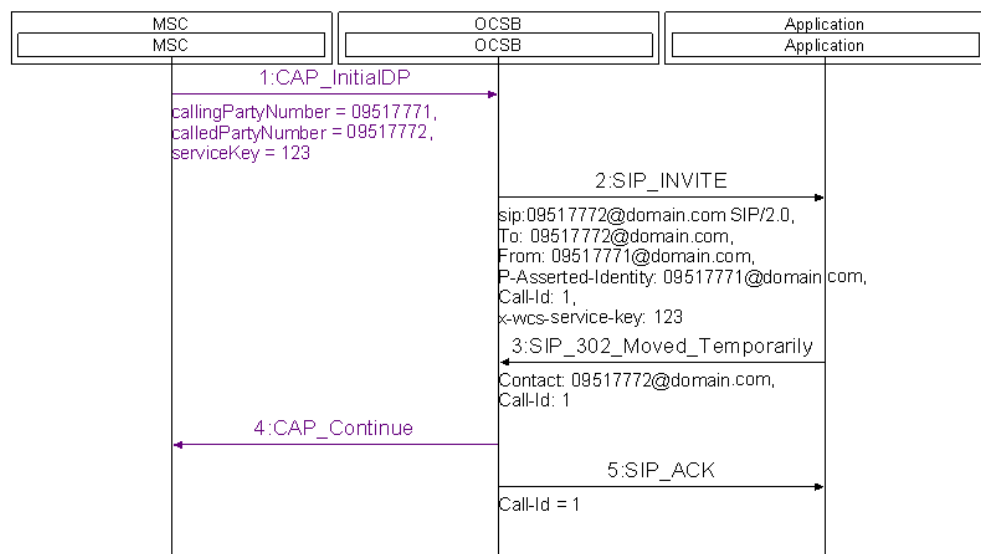 MSC
OCSB
Application
MSC
OCSB
Application
1:CAP_InitialDP
callingPartyNumber = 09517771,
calledPartyNumber = 09517772,
serviceKey = 123
2:SIP_INVITE
sip:09517772@domain.com SIP/2.0,
To: 09517772@domain.com,
From: 09517771@domain.com,
P-Asserted-Identity: 09517771@domain.com,
Call-Id: 1,
x-wcs-service-key: 123
3:SIP_302_Moved_Temporarily
Contact: 09517772@domain.com,
Call-Id: 1
4:CAP_Continue
5:SIP_ACK
Call-Id = 1